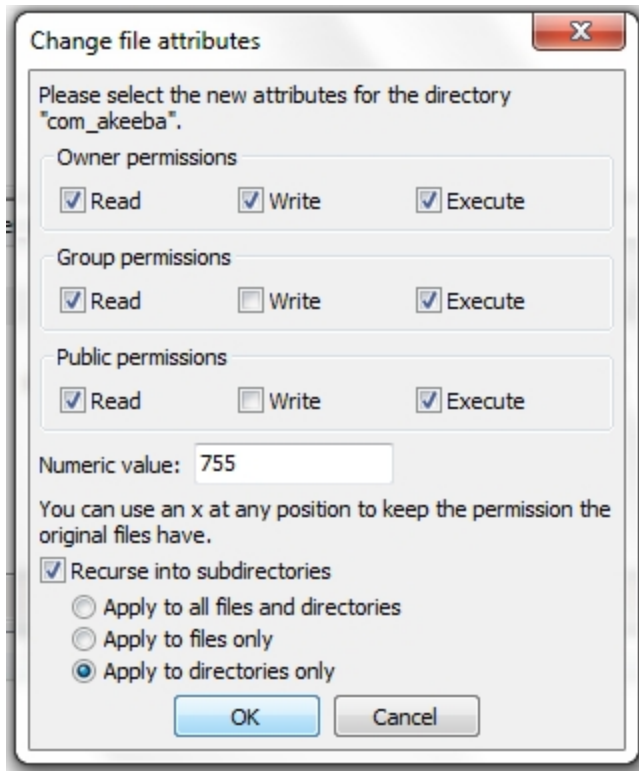 Change file attributes
Please select the new attributes for the directory
"com_akeeba".
Owner permissions
Read Write Execute
Group permissions
Read Write Execute
Public permissions
Read Write Execute
Numeric value: 755
You can use an x at any position to keep the permission the
original files have.
Recurse into subdirectories
Apply to all files and directories
Apply to files only
Apply to directories only
OK Cancel